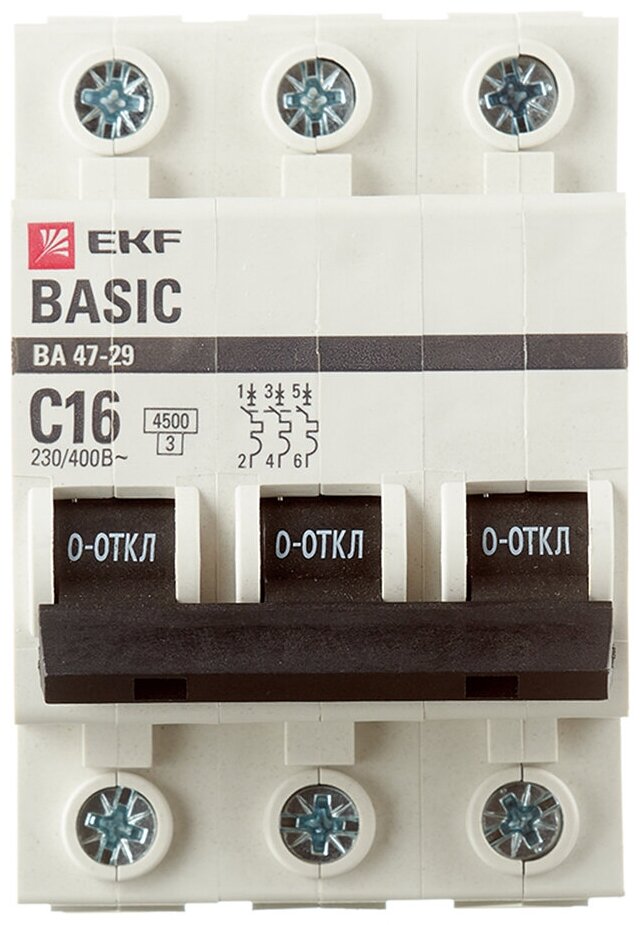 EKF
BASIC
ВА 47-29
C16
4500
3
230/400В~
1 3 5
2 4 6
О-ОТКЛ О-ОТКЛ О-ОТКЛ